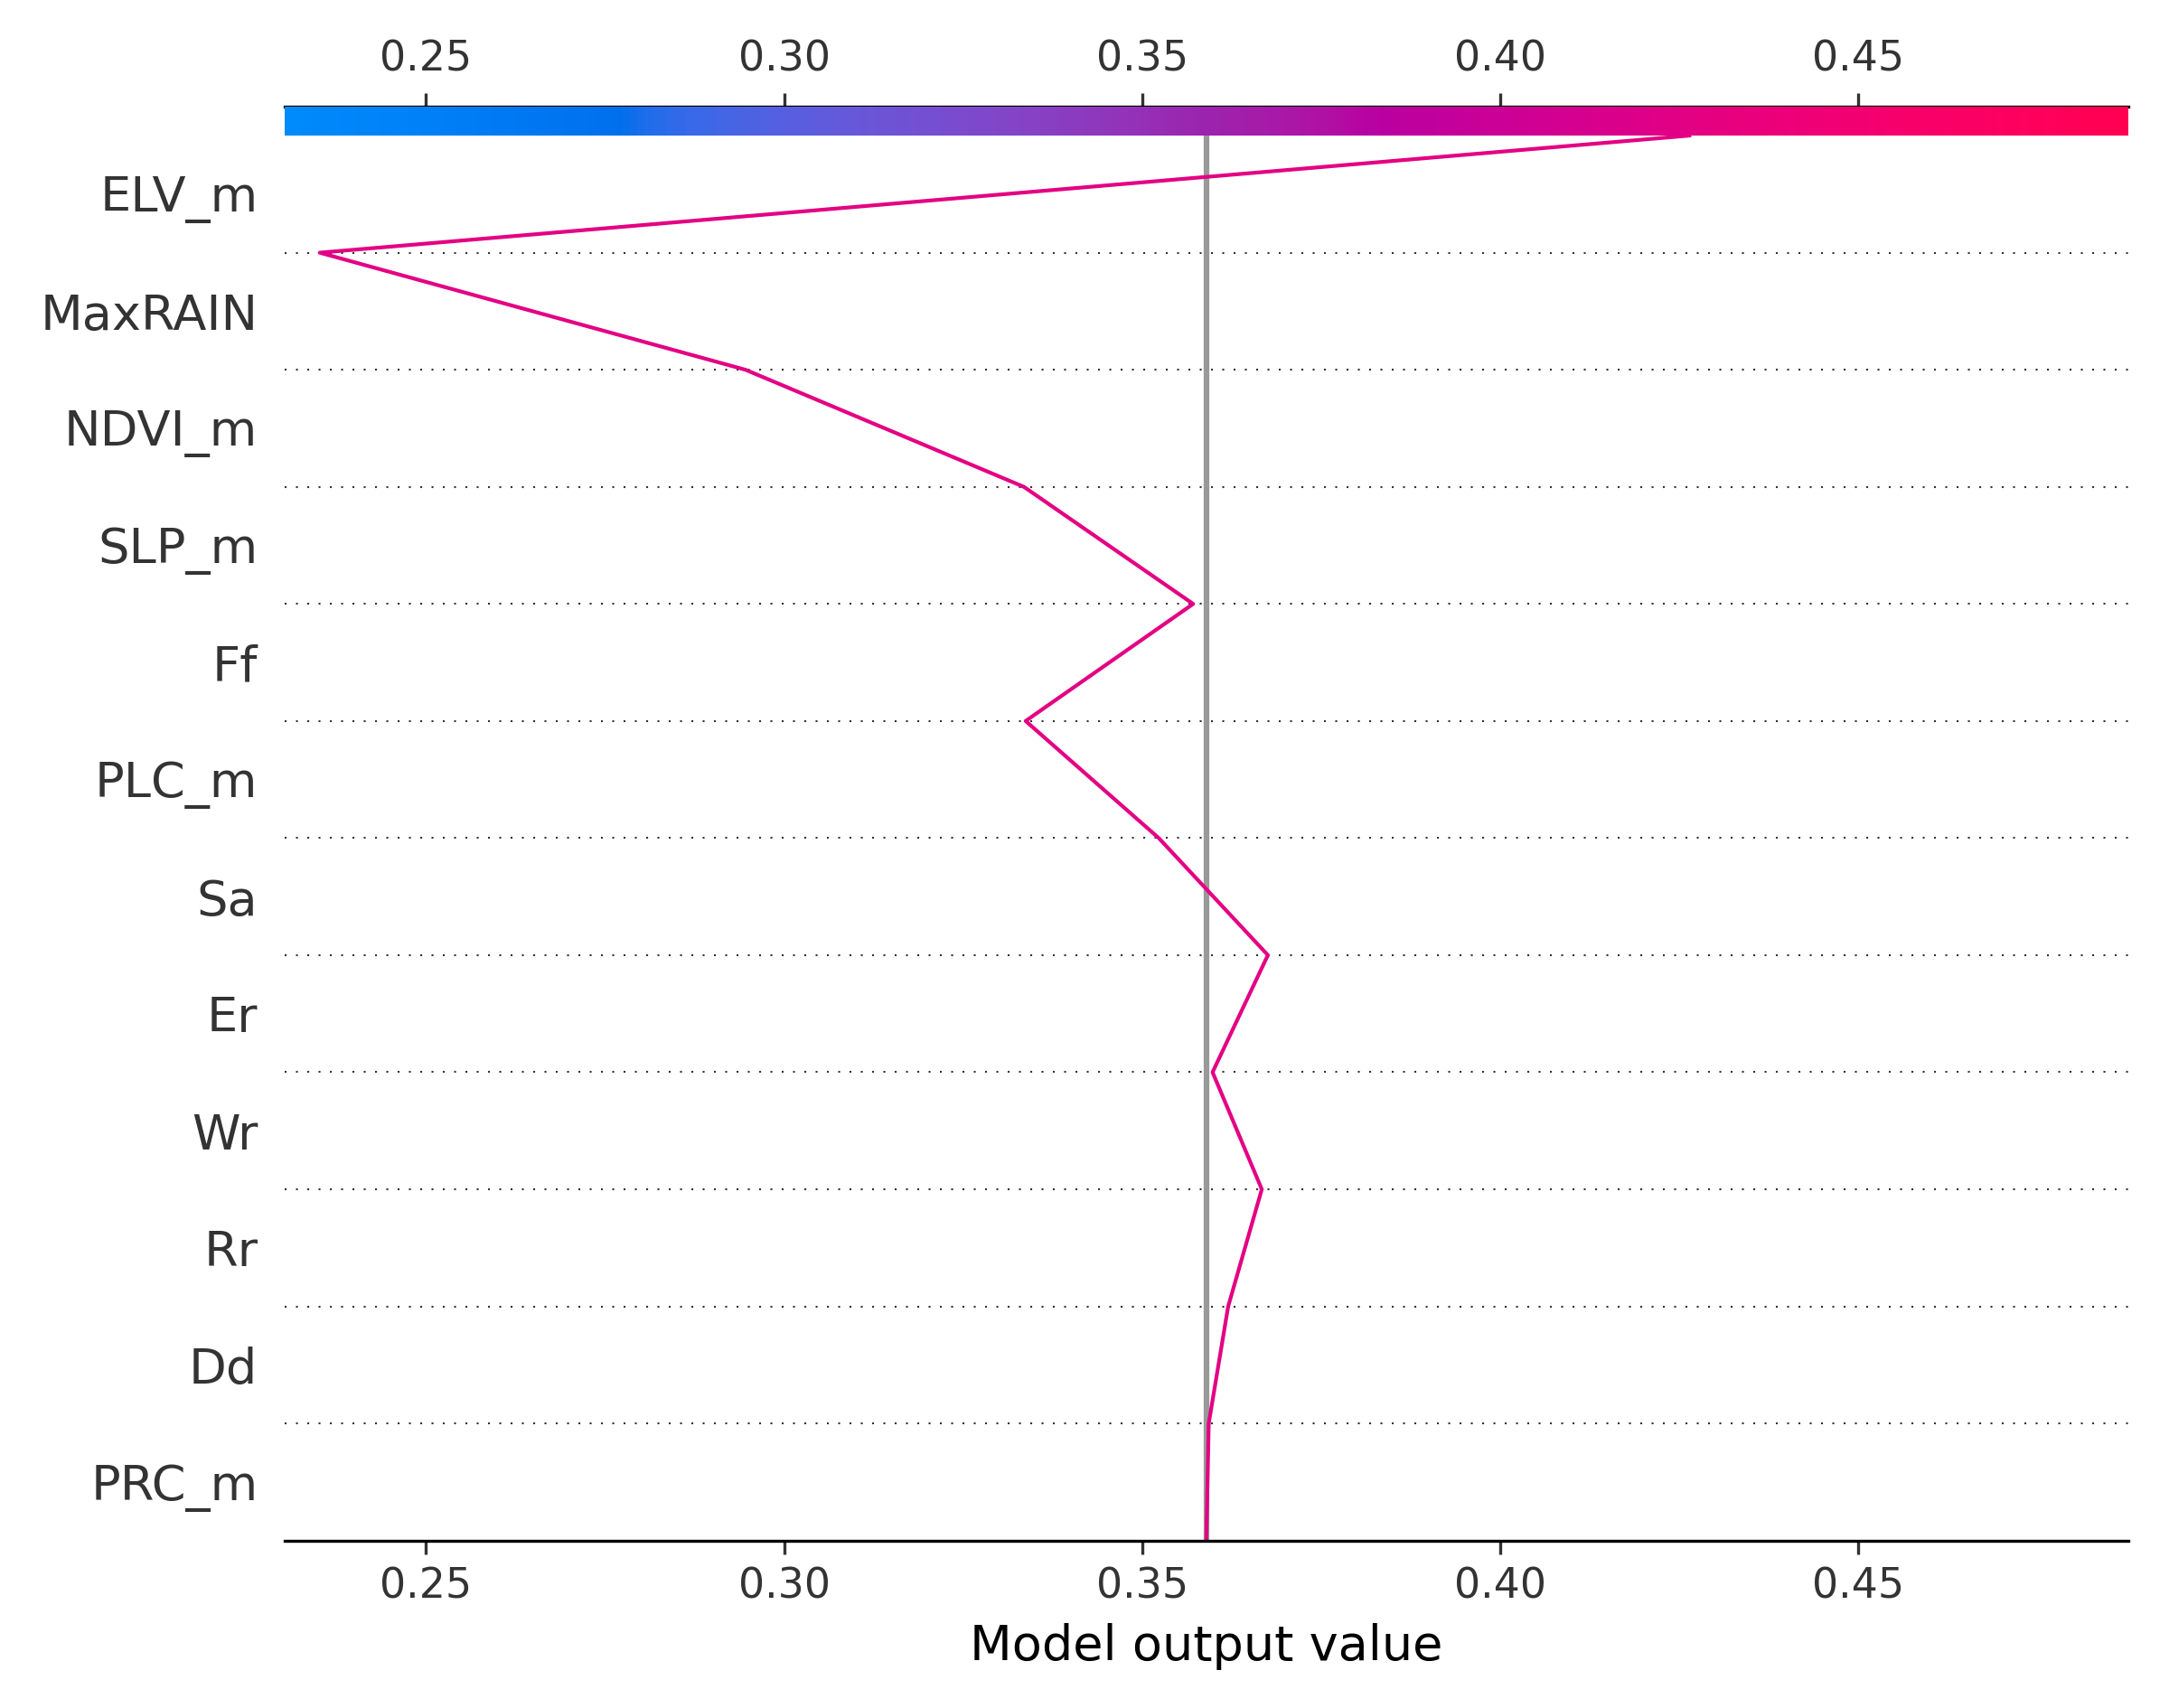 0.25 0.30 0.35 0.40 0.45
ELV_m
MaxRAIN
NDVI_m
SLP_m
Ff
PLC_m
Sa
Er
Wr
Rr
Dd
PRC_m
0.25 0.30 0.35 0.40 0.45
Model output value